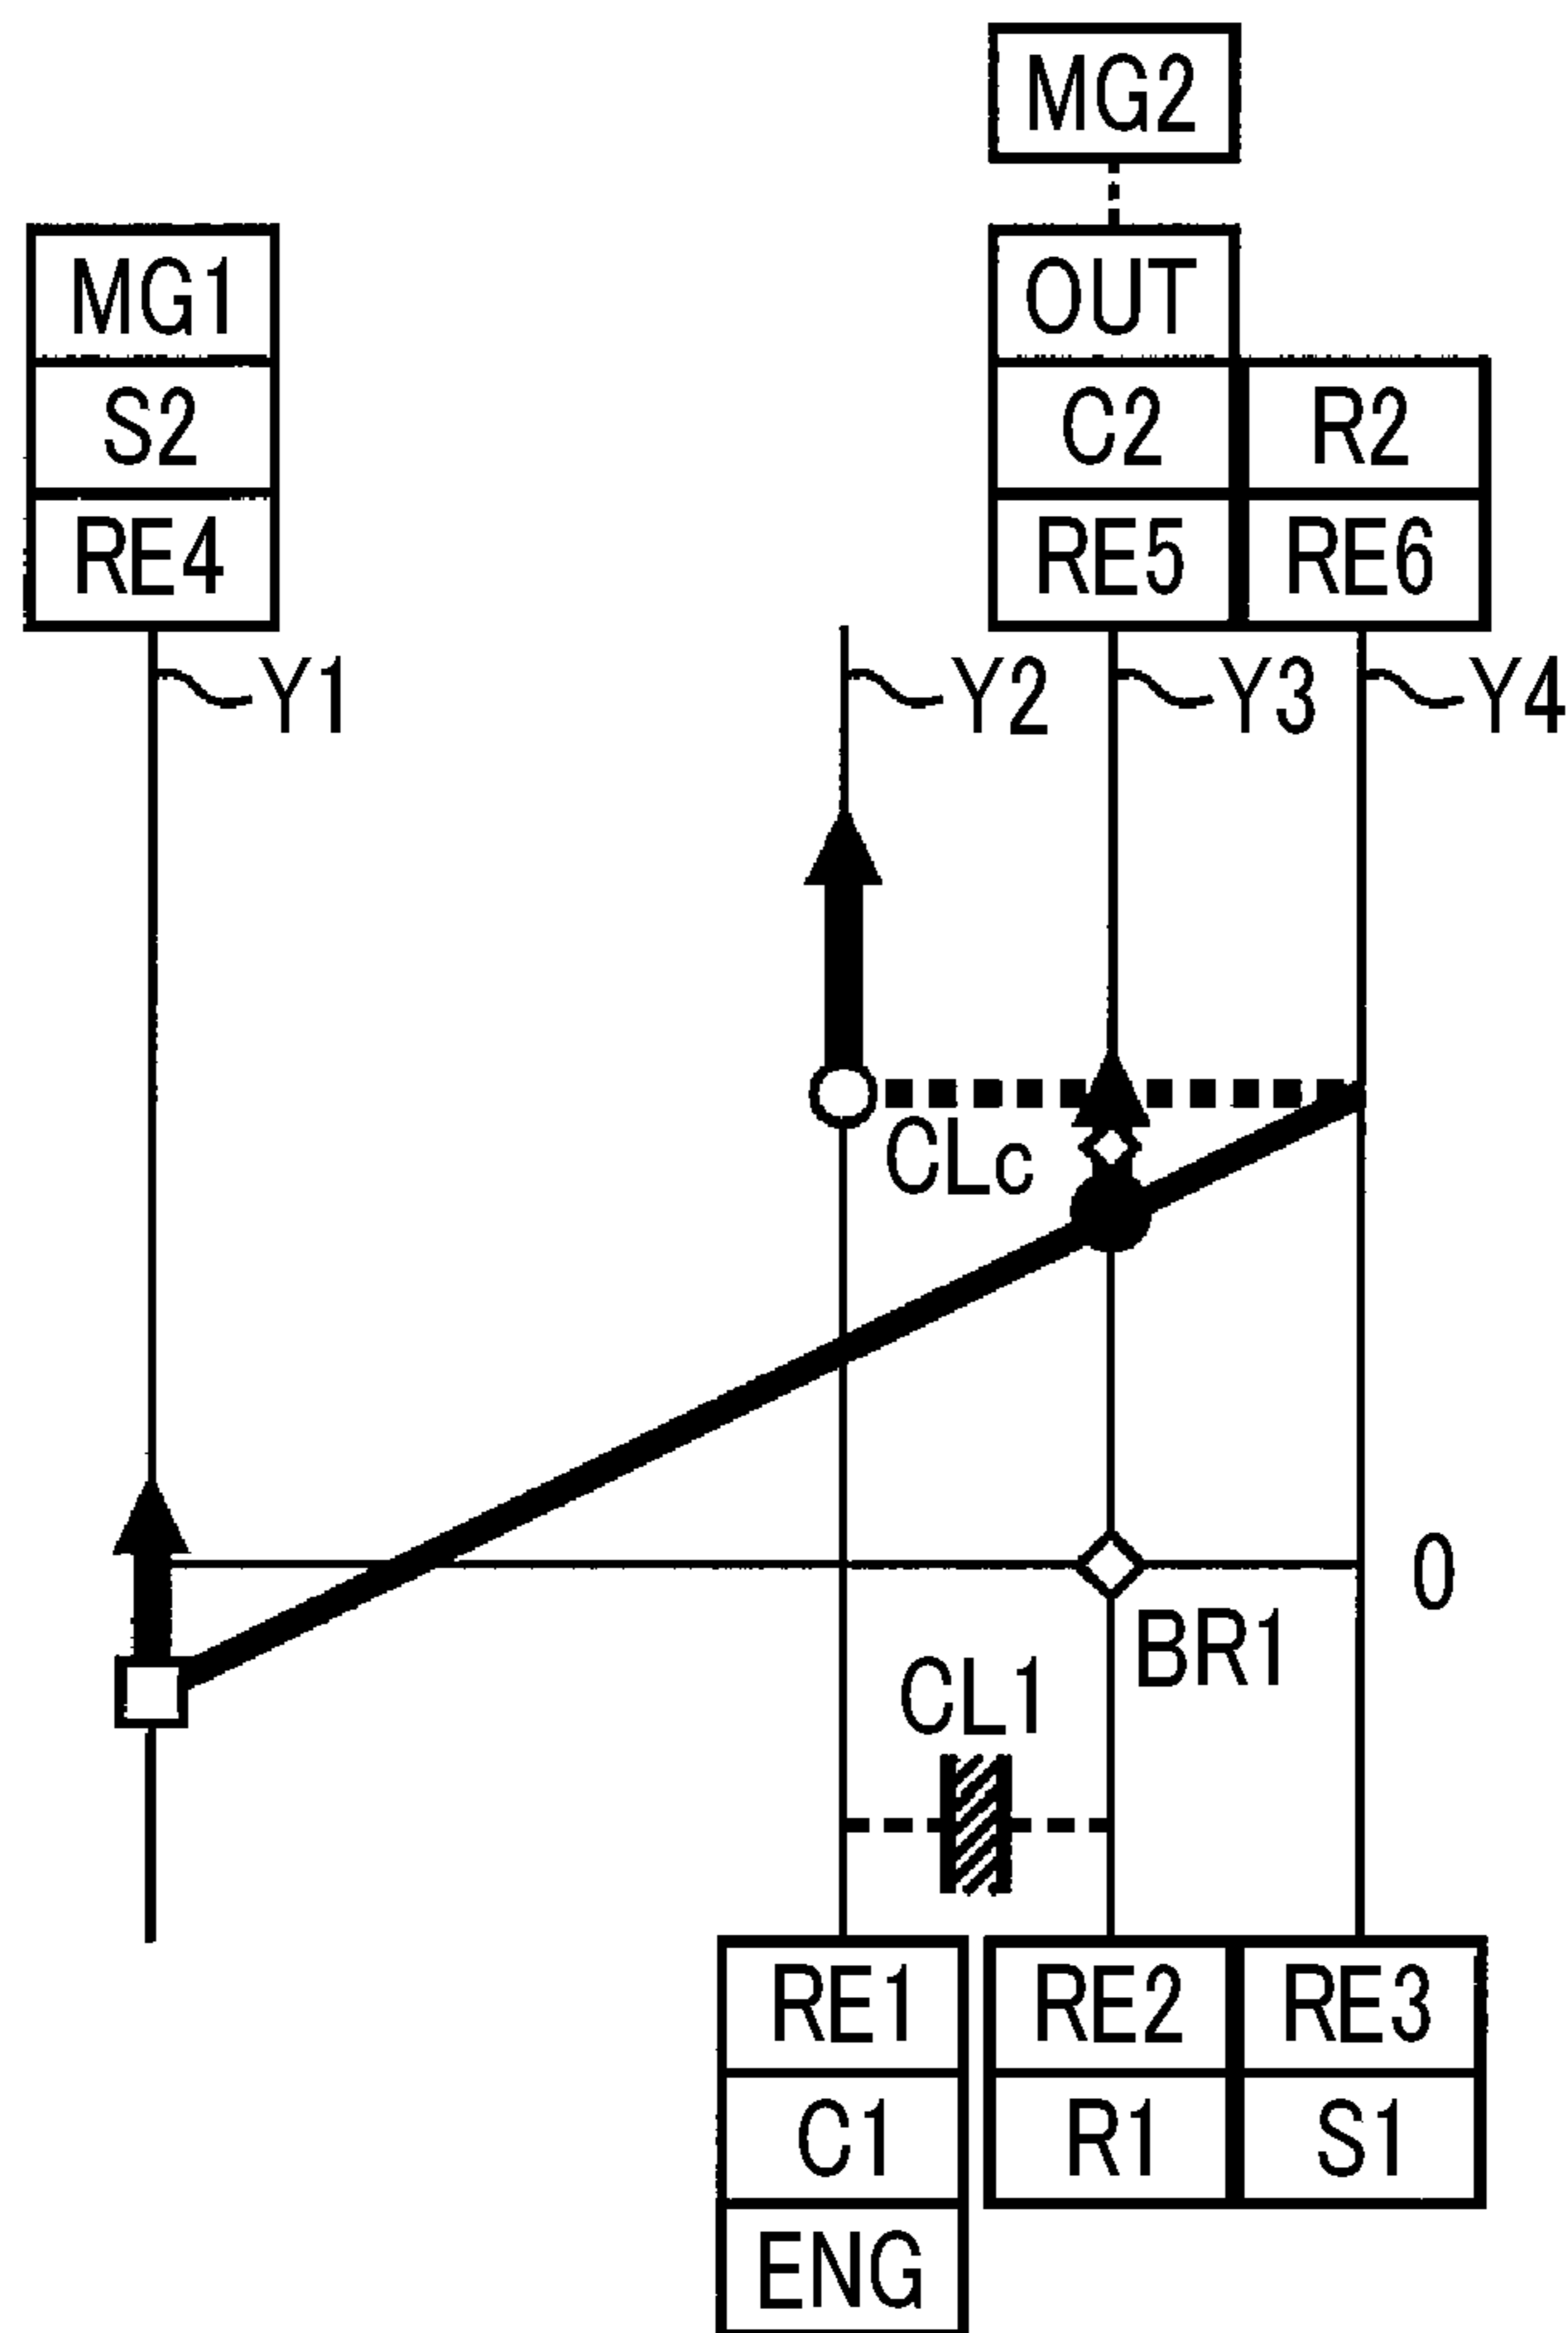 MG2
MG1
OUT
S2
C2
R2
RE4
RE5
RE6
Y1
Y2
Y3
Y4
CLc
0
BR1
CL1
RE1
RE2
RE3
C1
R1
S1
ENG